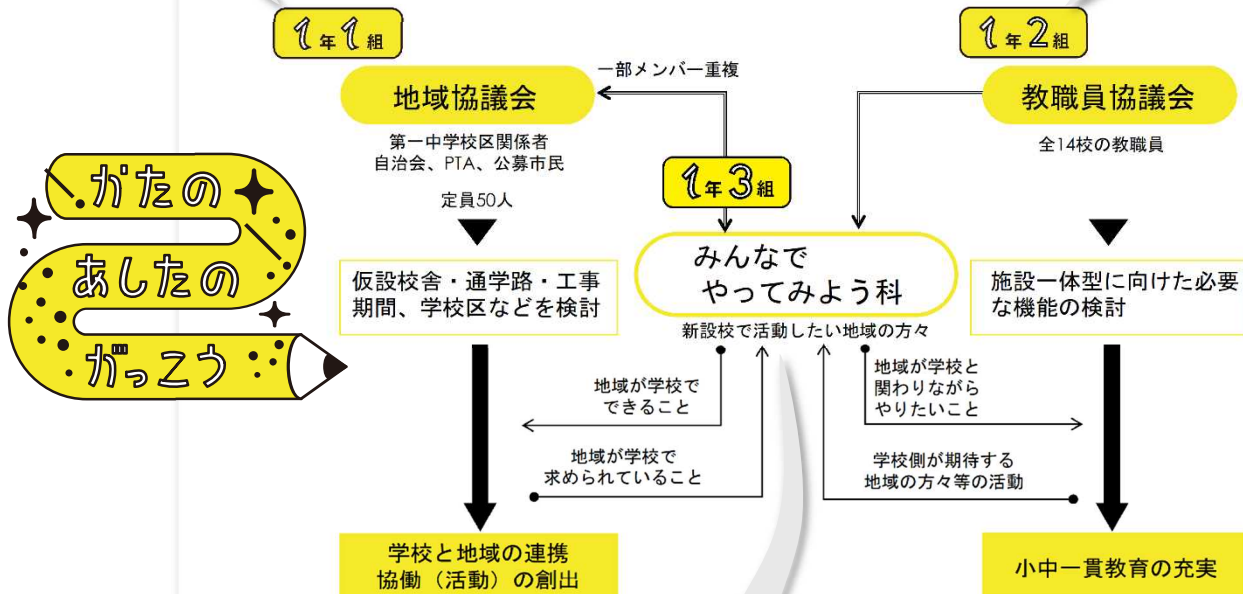 かたの
あしたの
がっこう
1年1組
地域協議会
第一中学校区関係者
自治会、PTA、公募市民
定員50人
仮設校舎・通学路・工事
期間、学校区などを検討
学校と地域の連携
協働（活動）の創出
一部メンバー重複
1年3組
みんなで
やってみよう科
新設校で活動したい地域の方々
地域が学校で
できること
地域が学校で
求められていること
地域が学校と
関わりながら
やりたいこと
学校側が期待する
地域の方々等の活動
1年2組
教職員協議会
全14校の教職員
施設一体型に向けた必要
な機能の検討
小中一貫教育の充実